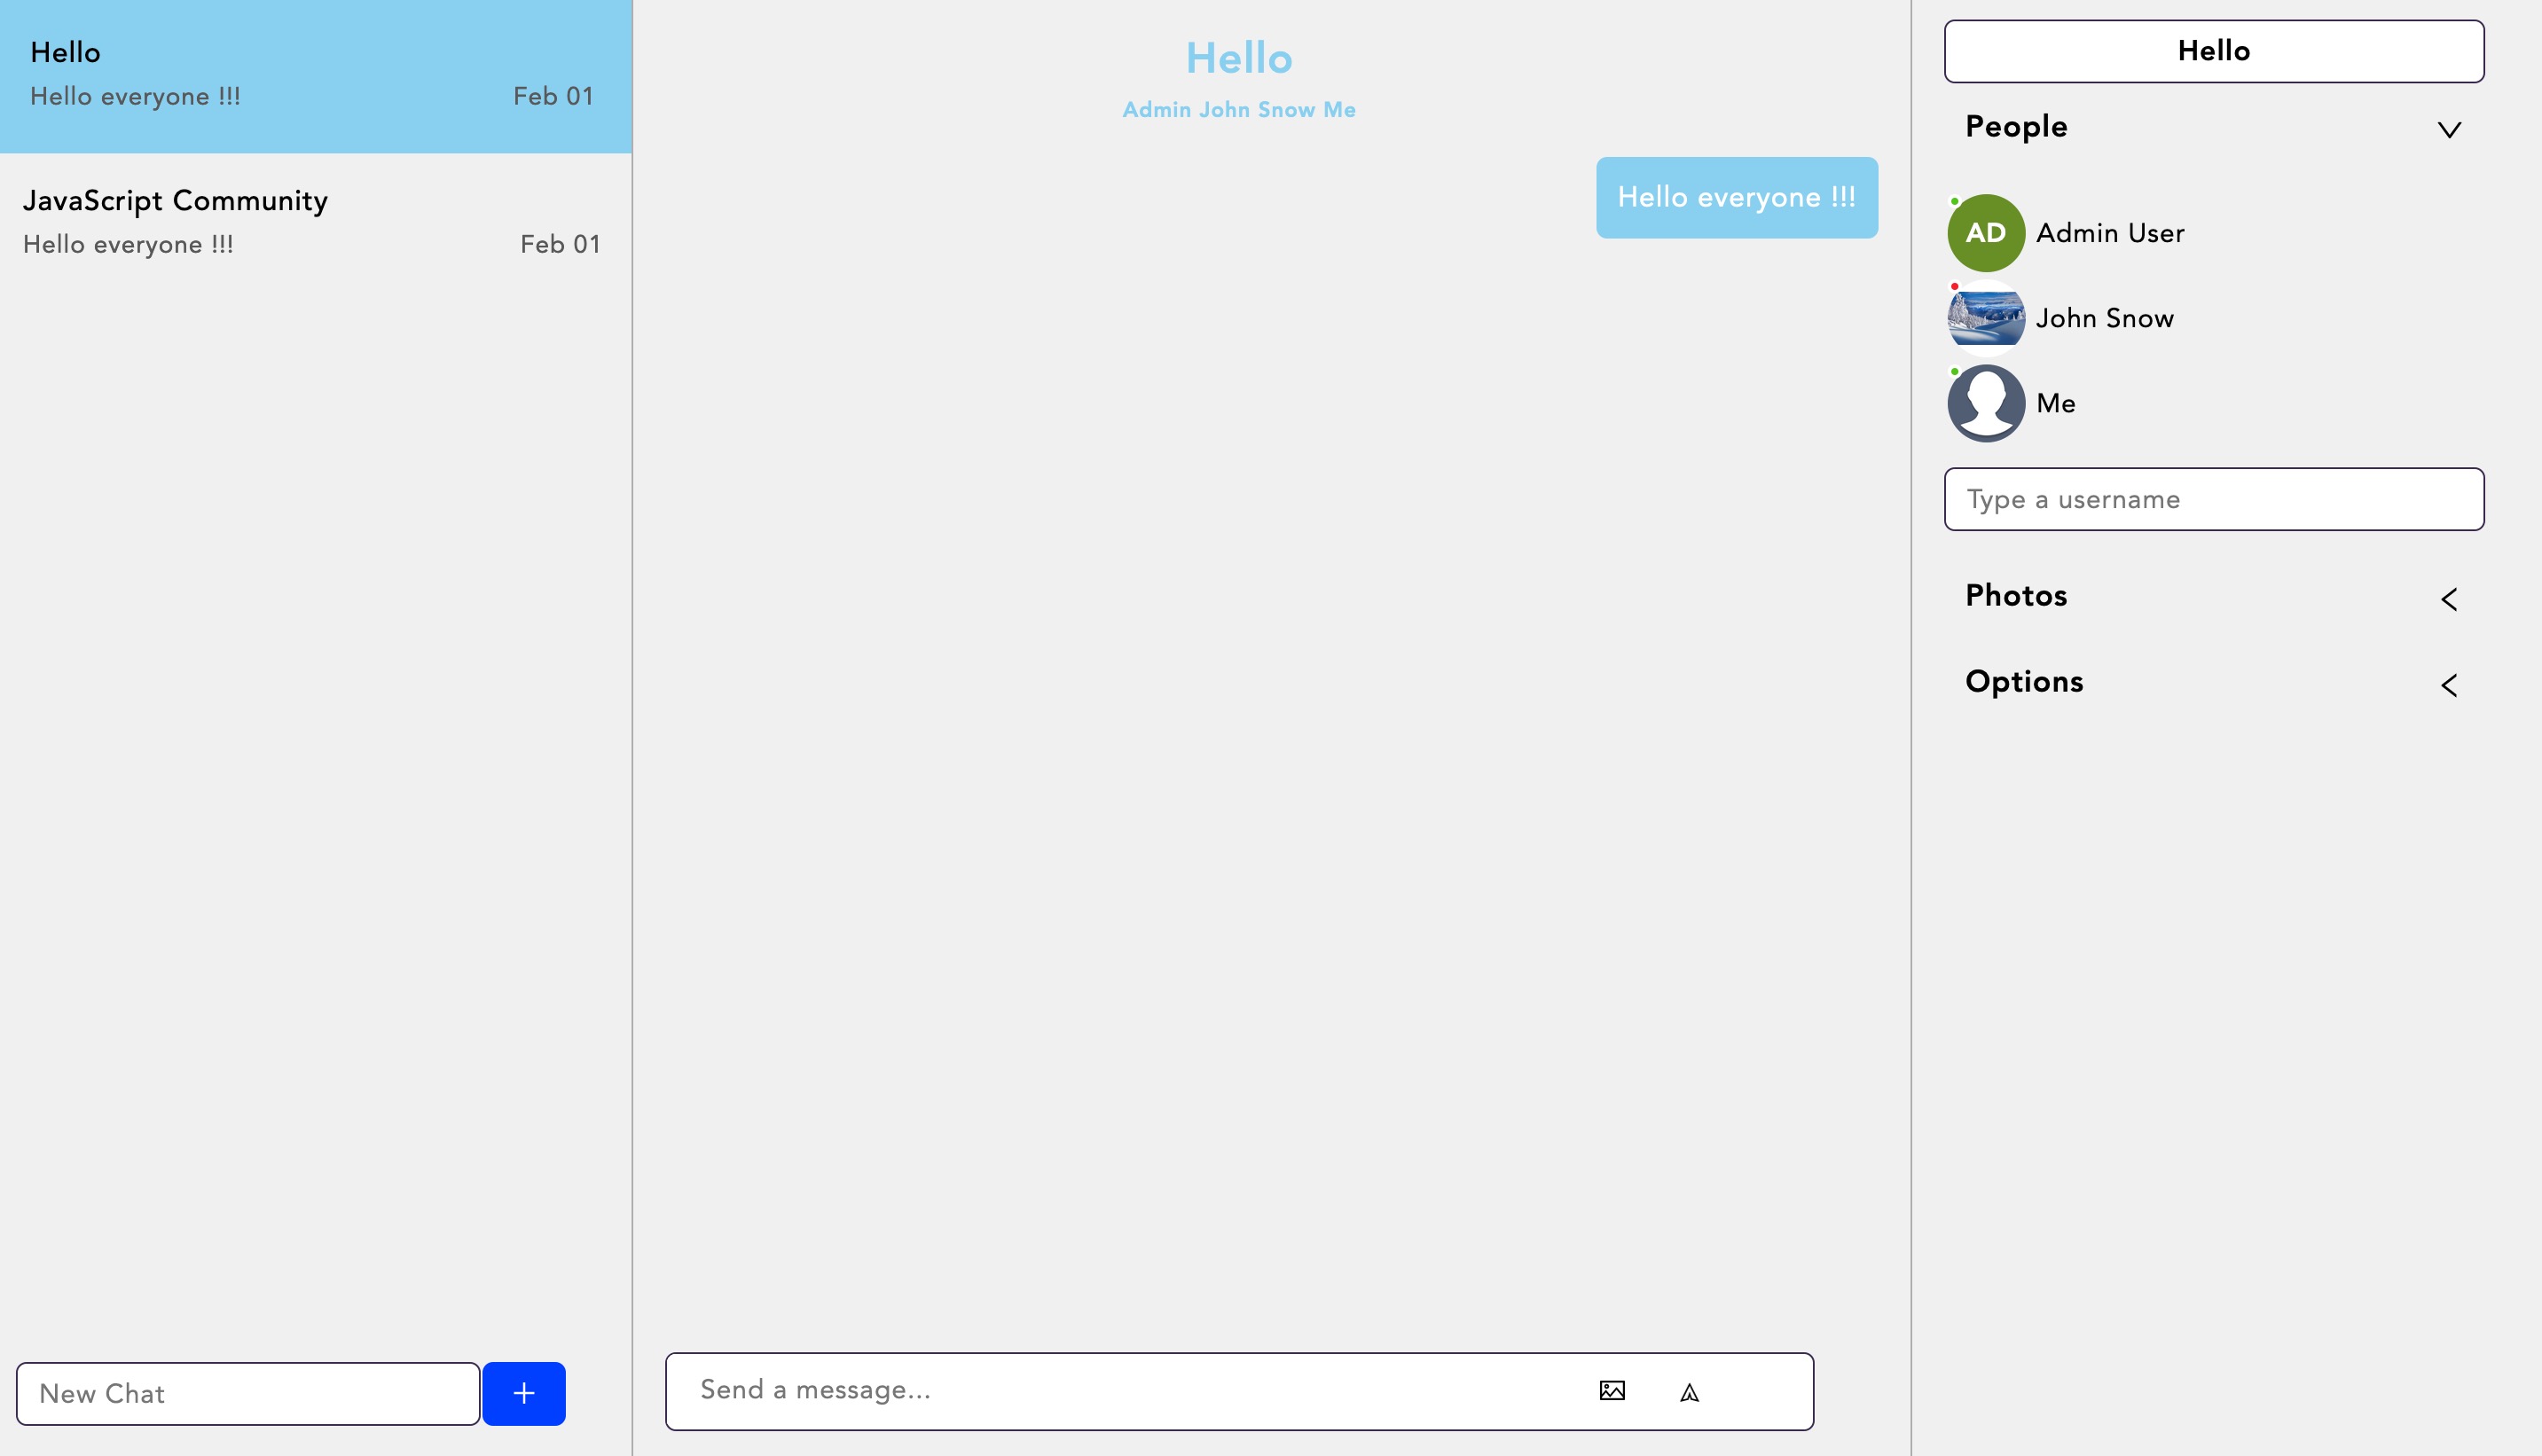 Hello
Hello everyone !!!
Feb 01
JavaScript Community
Hello everyone !!!
Feb 01
New Chat
+
Hello
Admin John Snow Me
Hello everyone !!!
Send a message...
Hello
People
AD
Admin User
John Snow
Me
Type a username
Photos
Options